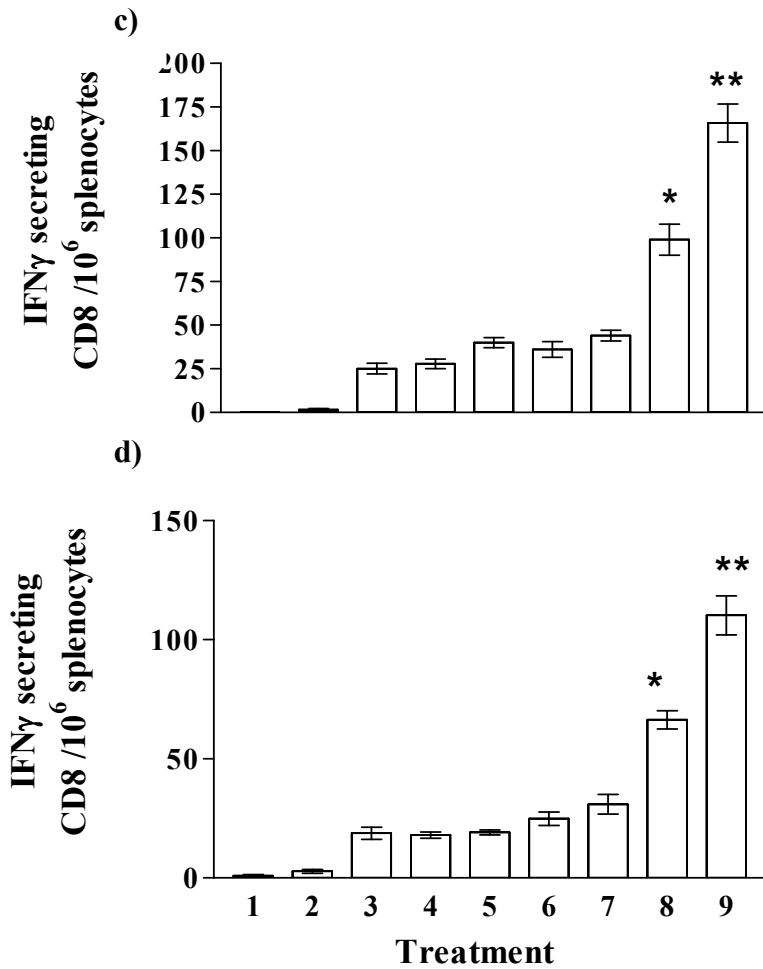 c)
IFNγ secreting
CD8 /10⁶ splenocytes
200
175
150
125
100
75
50
25
0
*
**
d)
IFNγ secreting
CD8 /10⁶ splenocytes
150
100
50
0
*
**
1 2 3 4 5 6 7 8 9
Treatment